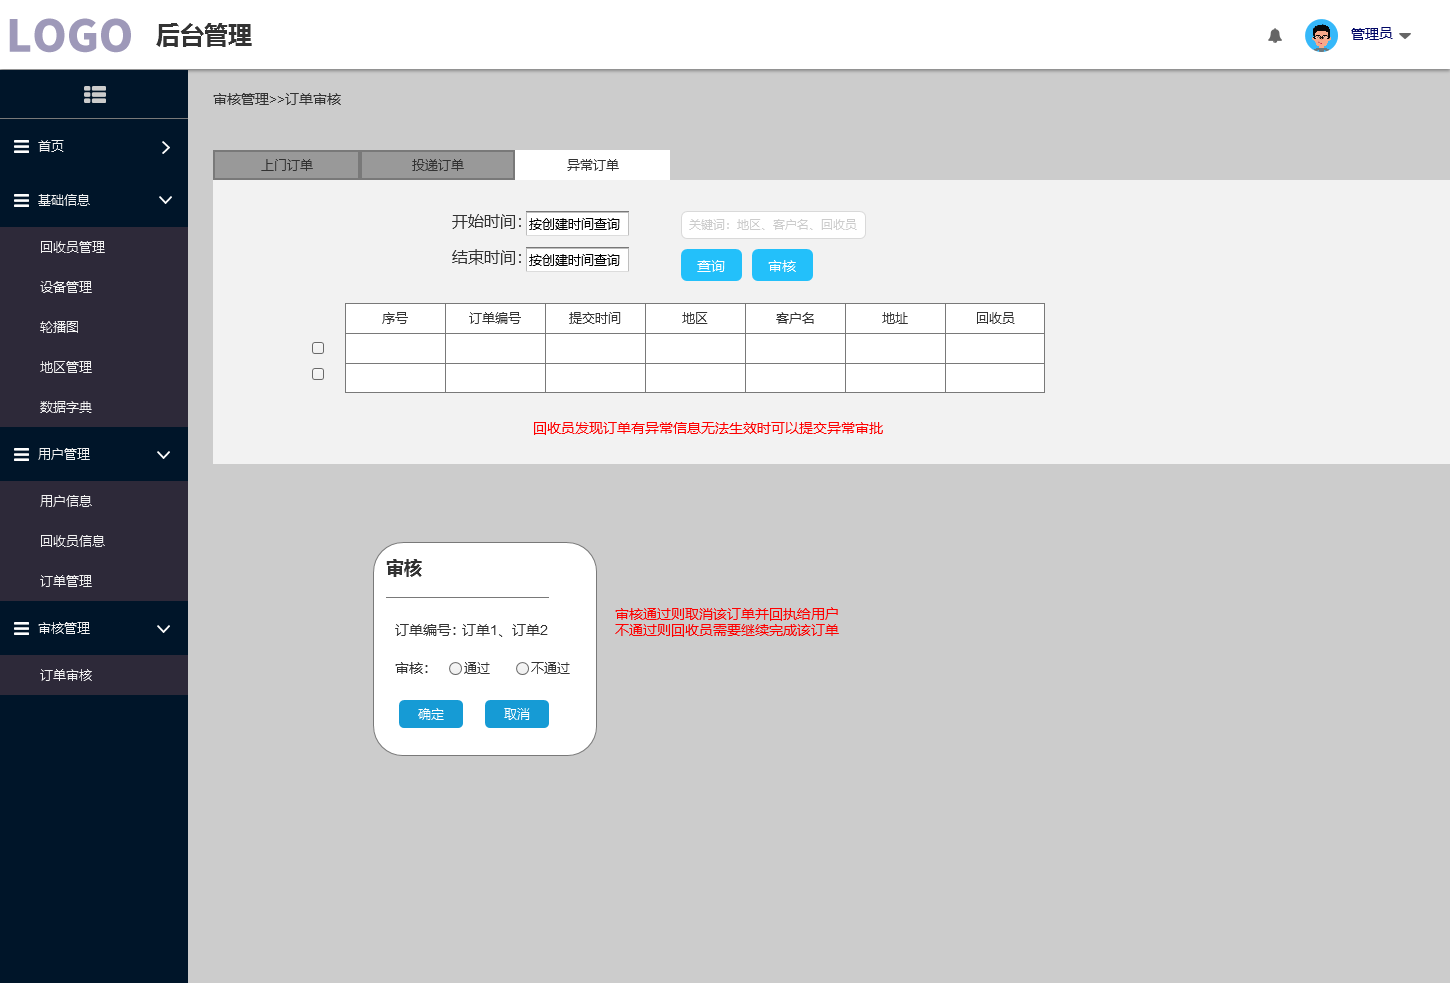 LOGO 后台管理
管理员
审核管理>>订单审核
首页
基础信息
回收员管理
设备管理
轮播图
地区管理
数据字典
用户管理
用户信息
回收员信息
订单管理
审核管理
订单审核
上门订单 投递订单 异常订单
开始时间: 按创建时间查询 关键词：地区、客户名、回收员
结束时间: 按创建时间查询 查询 审核
序号 订单编号 提交时间 地区 客户名 地址 回收员
回收员发现订单有异常信息无法生效时可以提交异常审批
审核
订单编号: 订单1、订单2
审核： 通过 不通过
确定 取消
审核通过则取消该订单并回执给用户
不通过则回收员需要继续完成该订单